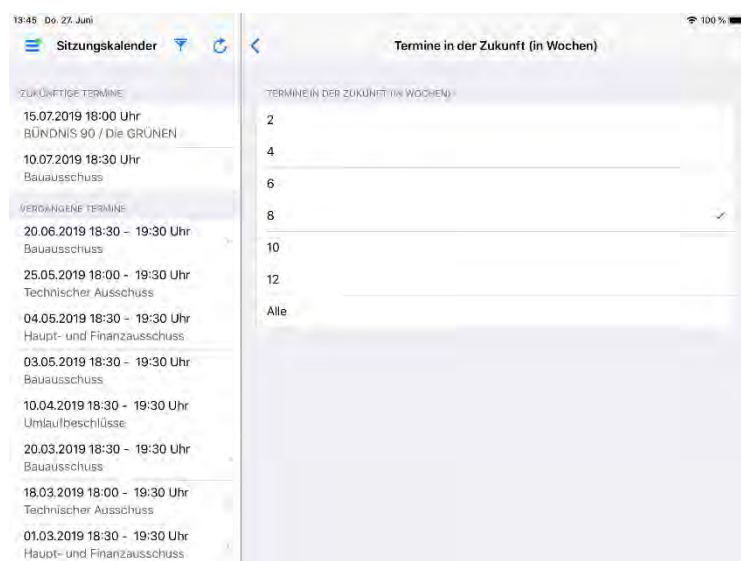 13:45 Do. 27. Juni
100 %
Sitzungskalender
Termine in der Zukunft (in Wochen)
ZUKÜNFTIGE TERMINE
15.07.2019 18:00 Uhr
BÜNDNIS 90 / Die GRÜNEN
10.07.2019 18:30 Uhr
Bauausschuss
VERGANGENE TERMINE
20.06.2019 18:30 - 19:30 Uhr
Bauausschuss
25.05.2019 18:00 - 19:30 Uhr
Technischer Ausschuss
04.05.2019 18:30 - 19:30 Uhr
Haupt- und Finanzausschuss
03.05.2019 18:30 - 19:30 Uhr
Bauausschuss
10.04.2019 18:30 - 19:30 Uhr
Umlaufbeschlüsse
20.03.2019 18:30 - 19:30 Uhr
Bauausschuss
18.03.2019 18:00 - 19:30 Uhr
Technischer Ausschuss
01.03.2019 18:30 - 19:30 Uhr
Haupt- und Finanzausschuss
TERMINE IN DER ZUKUNFT (IN WOCHEN)
2
4
6
8
10
12
Alle